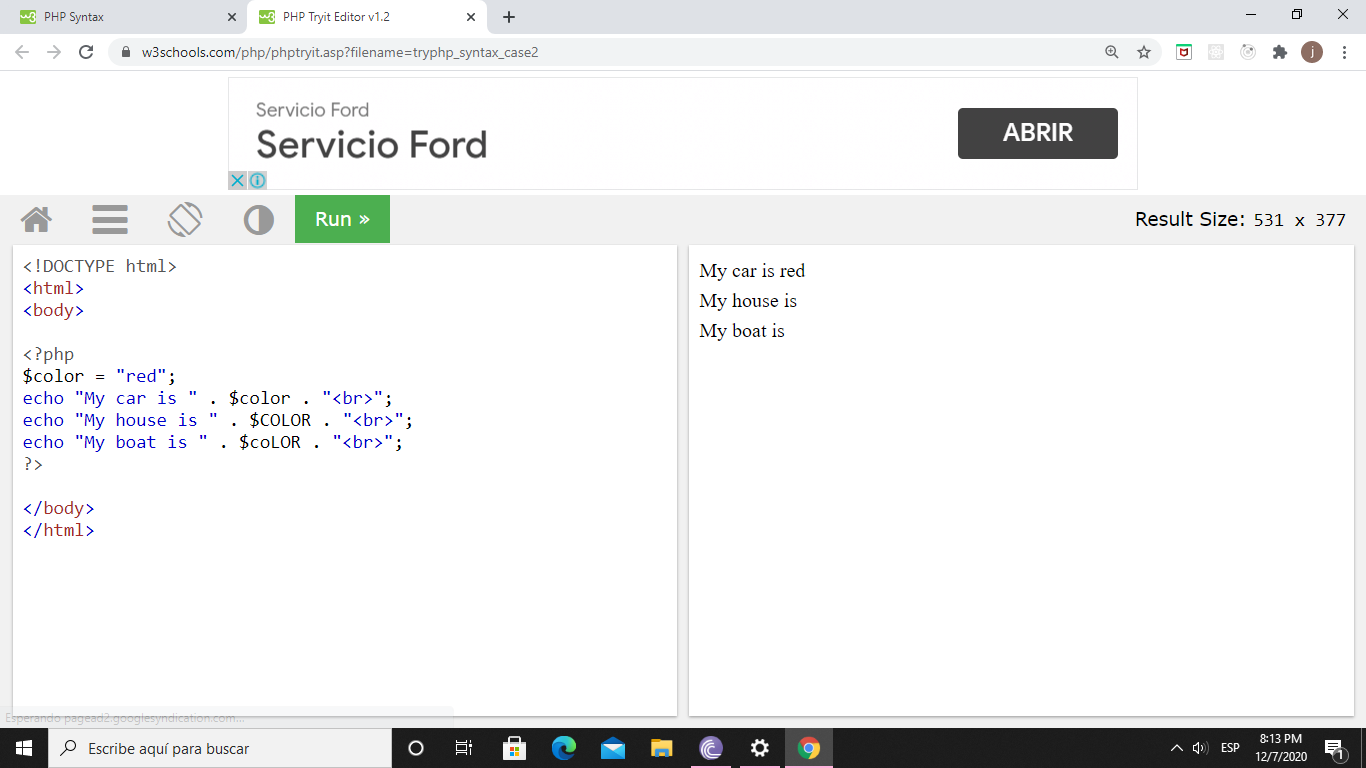 PHP Syntax
PHP Tryit Editor v1.2
w3schools.com/php/phptryit.asp?filename=tryphp_syntax_case2
j
Servicio Ford
Servicio Ford
ABRIR
Run »
Result Size: 531 x 377
<!DOCTYPE html>
<html>
<body>
<?php
$color = "red";
echo "My car is " . $color . "<br>";
echo "My house is " . $COLOR . "<br>";
echo "My boat is " . $coLOR . "<br>";
?>
</body>
</html>
My car is red
My house is
My boat is
Esperando pagead2.googlesyndication.com...
Escribe aquí para buscar
ESP
8:13 PM
12/7/2020
1